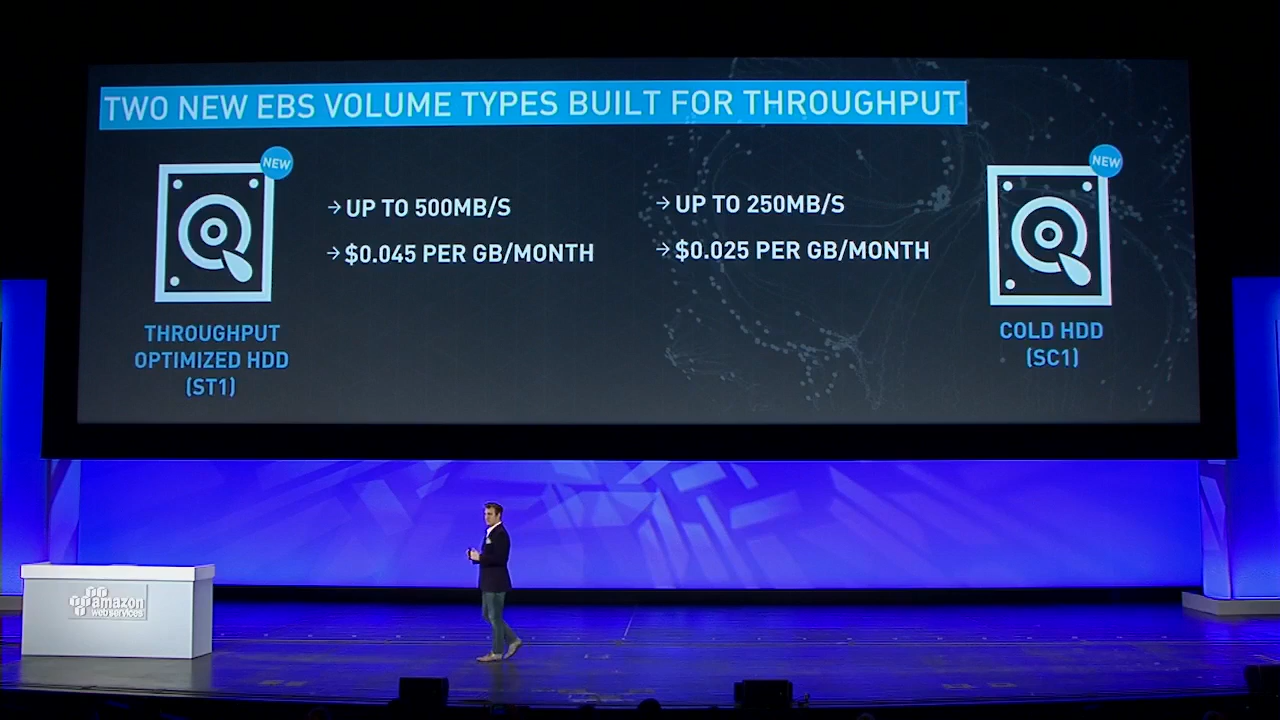 TWO NEW EBS VOLUME TYPES BUILT FOR THROUGHPUT
NEW
→UP TO 500MB/S
→$0.045 PER GB/MONTH
THROUGHPUT
OPTIMIZED HDD
(ST1)
→UP TO 250MB/S
→$0.025 PER GB/MONTH
NEW
COLD HDD
(SC1)
amazon
web services